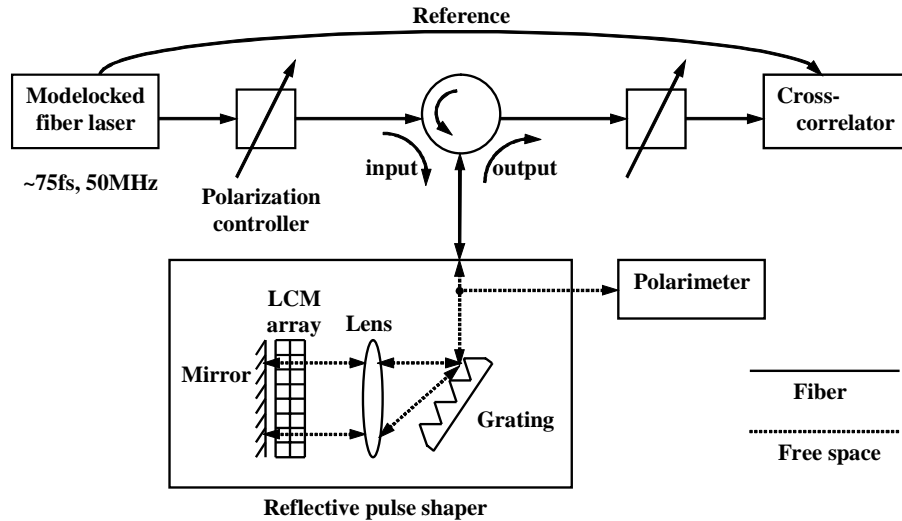 Reference
Modelocked
fiber laser
Cross-
correlator
input
output
~75fs, 50MHz
Polarization
controller
LCM
array
Lens
Polarimeter
Mirror
Grating
Fiber
Free space
Reflective pulse shaper